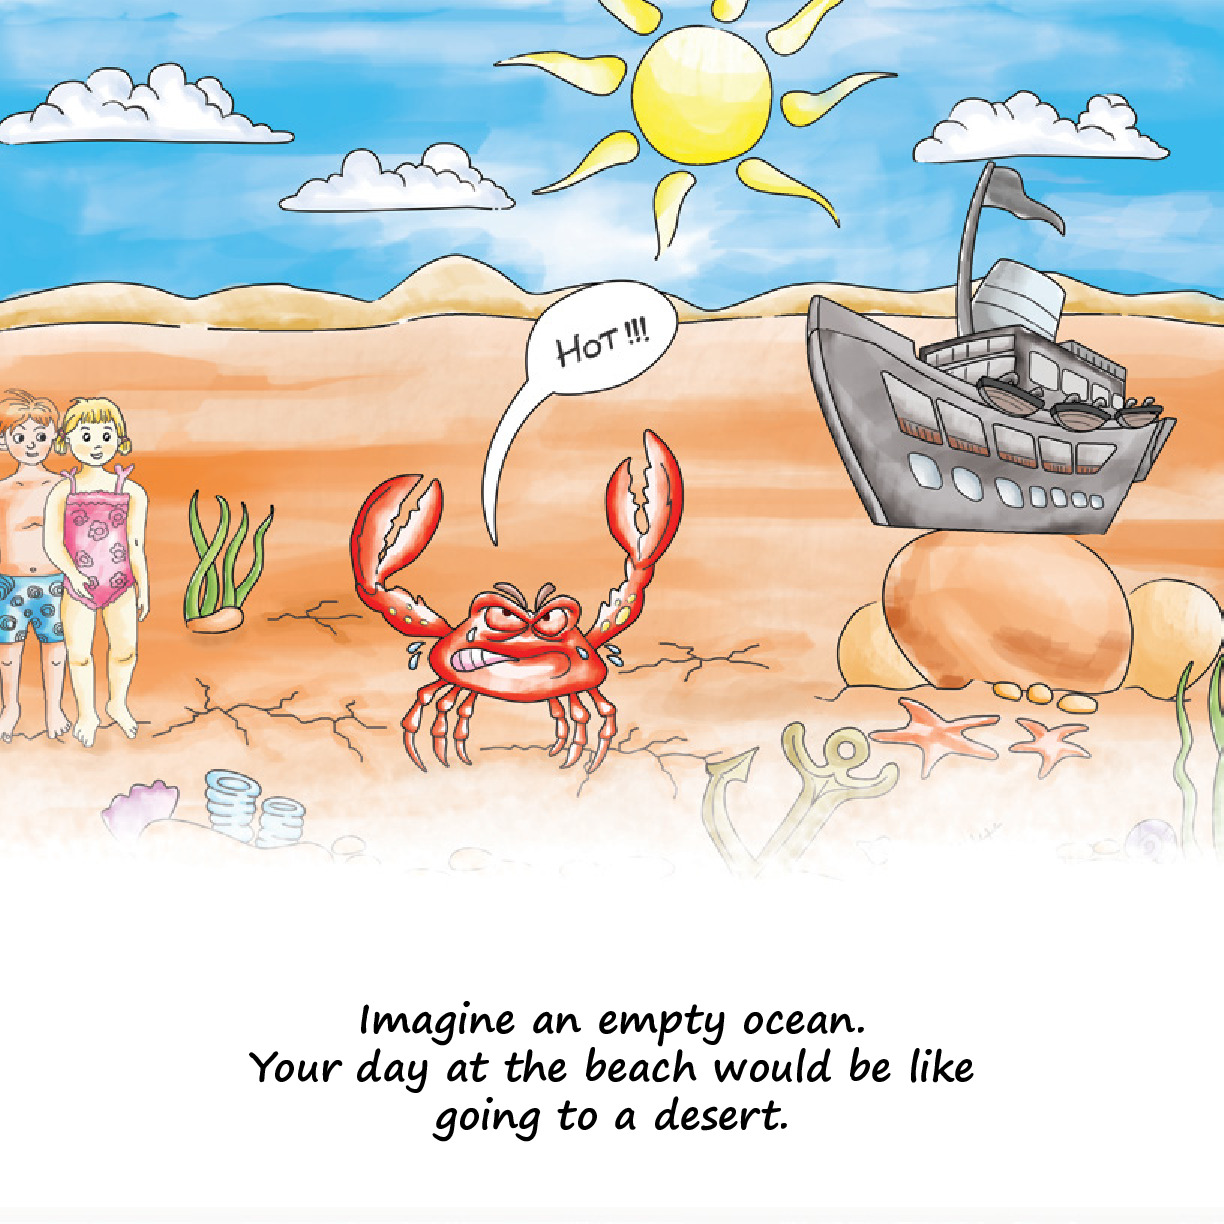 HOT !!!
Imagine an empty ocean.
Your day at the beach would be like
going to a desert.